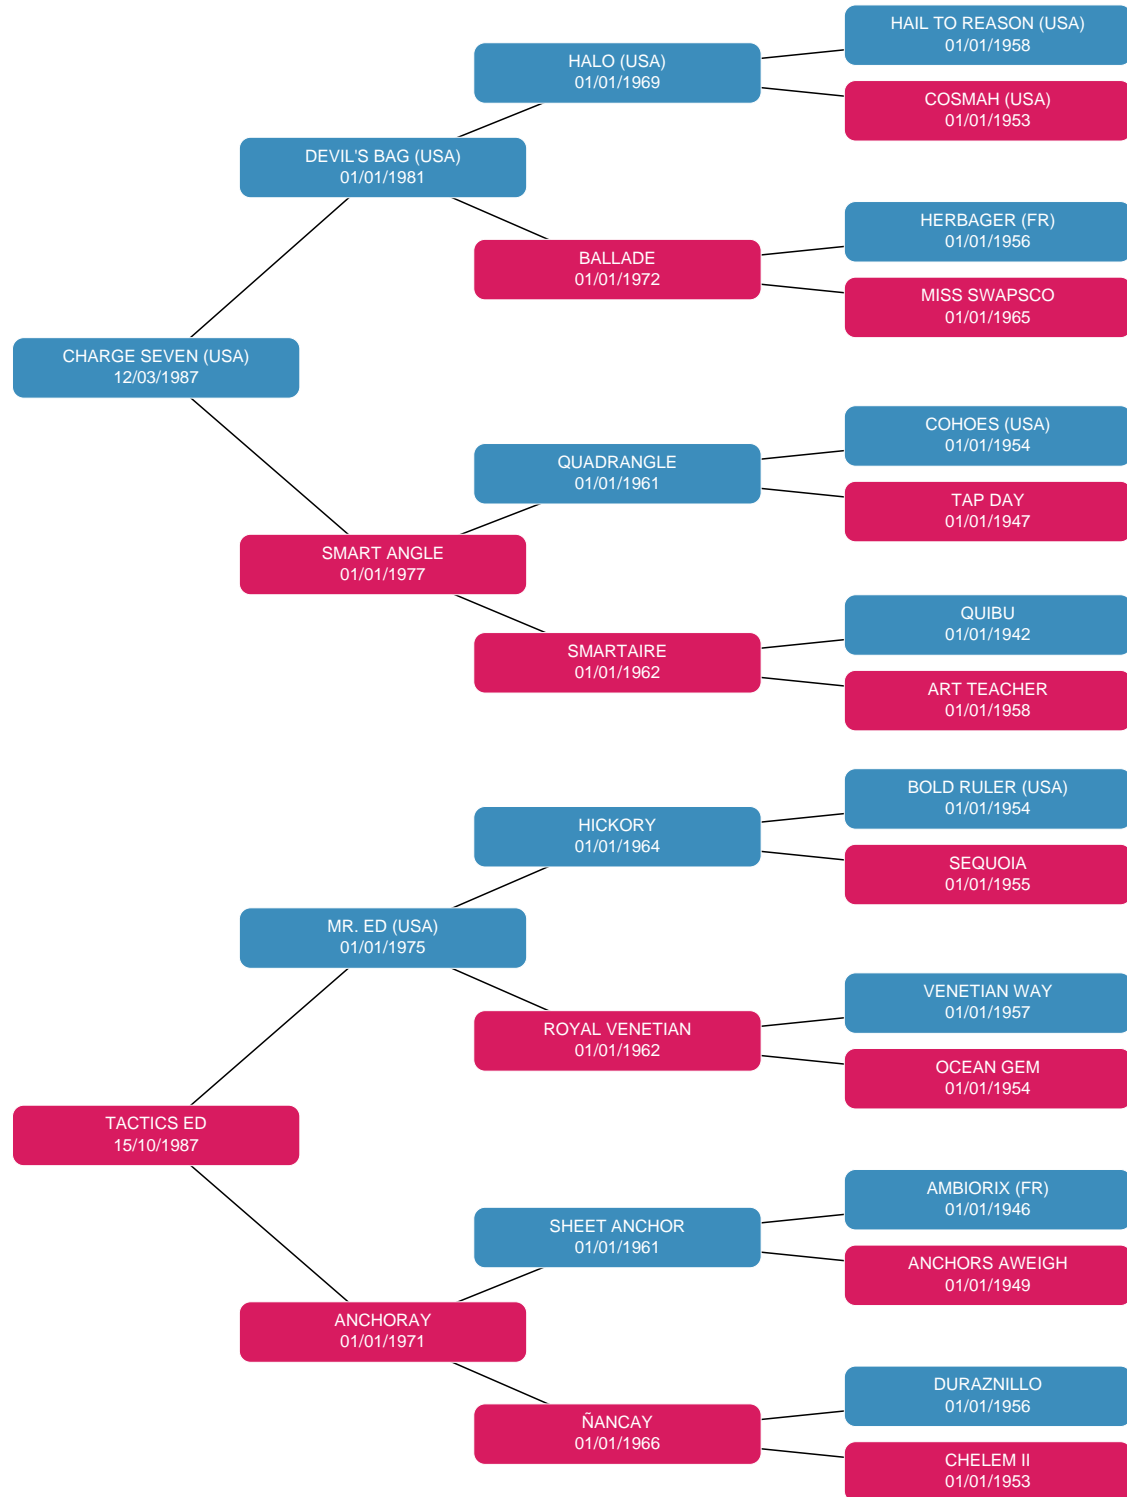 HAIL TO REASON (USA)
01/01/1958
HALO (USA)
01/01/1969
COSMAH (USA)
01/01/1953
DEVIL'S BAG (USA)
01/01/1981
HERBAGER (FR)
01/01/1956
BALLADE
01/01/1972
MISS SWAPSCO
01/01/1965
CHARGE SEVEN (USA)
12/03/1987
COHOES (USA)
01/01/1954
QUADRANGLE
01/01/1961
TAP DAY
01/01/1947
SMART ANGLE
01/01/1977
QUIBU
01/01/1942
SMARTAIRE
01/01/1962
ART TEACHER
01/01/1958
BOLD RULER (USA)
01/01/1954
HICKORY
01/01/1964
SEQUOIA
01/01/1955
MR. ED (USA)
01/01/1975
VENETIAN WAY
01/01/1957
ROYAL VENETIAN
01/01/1962
OCEAN GEM
01/01/1954
TACTICS ED
15/10/1987
AMBIORIX (FR)
01/01/1946
SHEET ANCHOR
01/01/1961
ANCHORS AWEIGH
01/01/1949
ANCHORAY
01/01/1971
DURAZNILLO
01/01/1956
ÑANCAY
01/01/1966
CHELEM II
01/01/1953